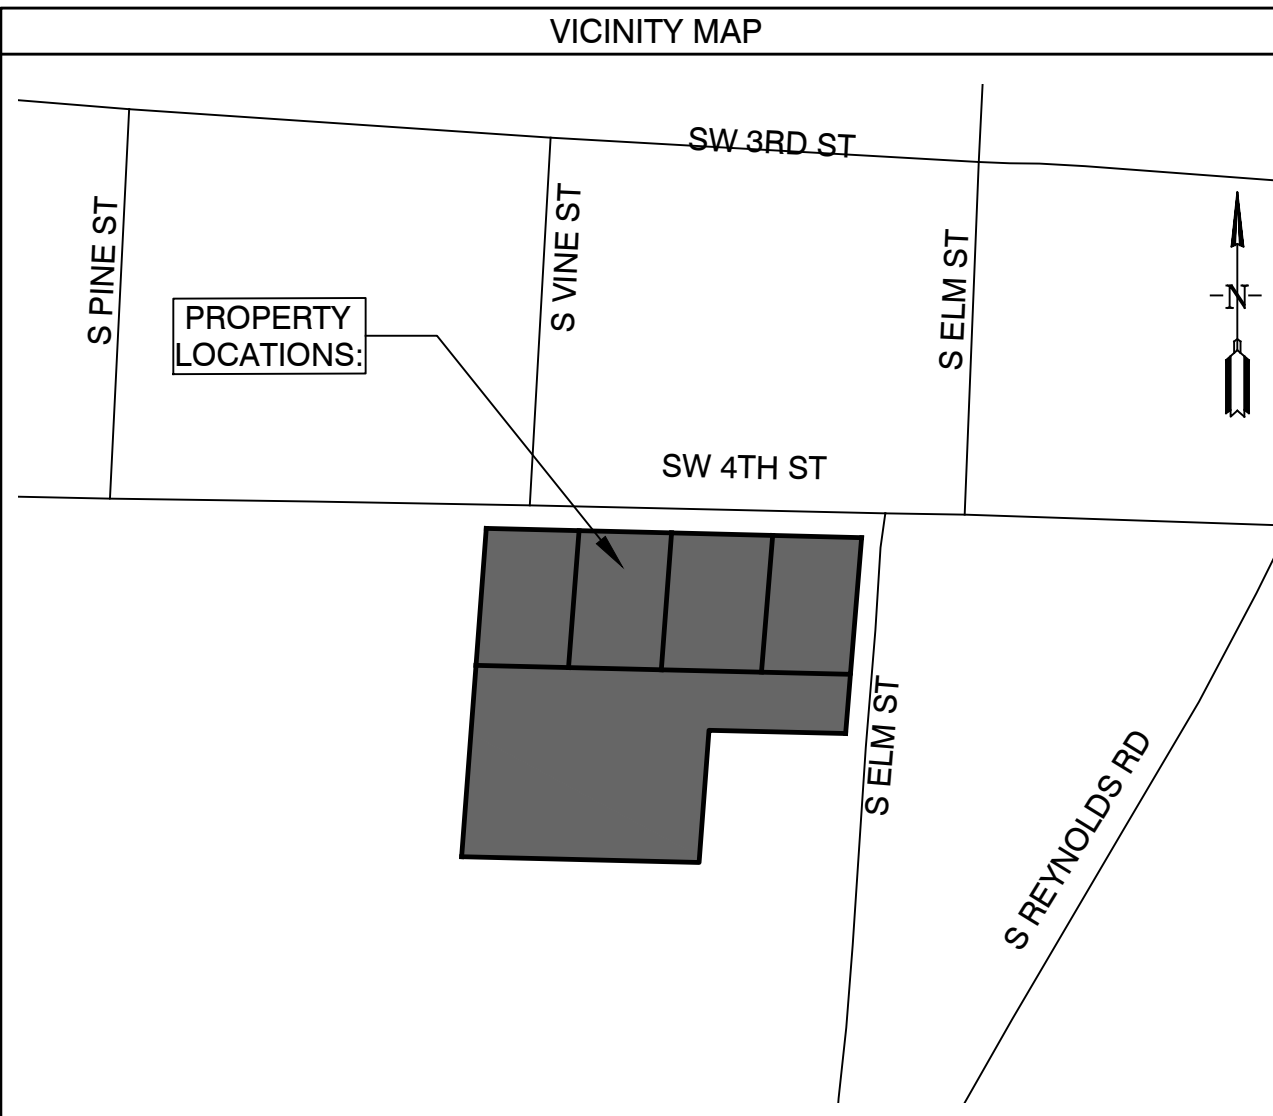 VICINITY MAP
SW 3RD ST
S PINE ST
S VINE ST
S ELM ST
N
PROPERTY
LOCATIONS:
SW 4TH ST
S ELM ST
S REYNOLDS RD